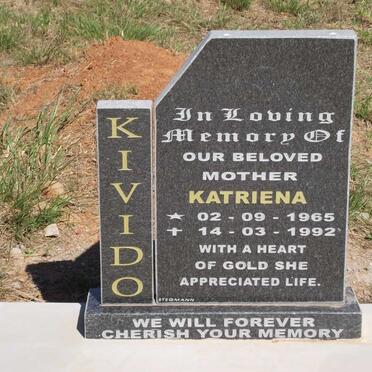 KIVIDO
In Loving
Memory Of
OUR BELOVED
MOTHER
KATRIENA
★ 02 - 09 - 1965
✝ 14 - 03 - 1992
WITH A HEART
OF GOLD SHE
APPRECIATED LIFE.
STEGMANN
WE WILL FOREVER
CHERISH YOUR MEMORY